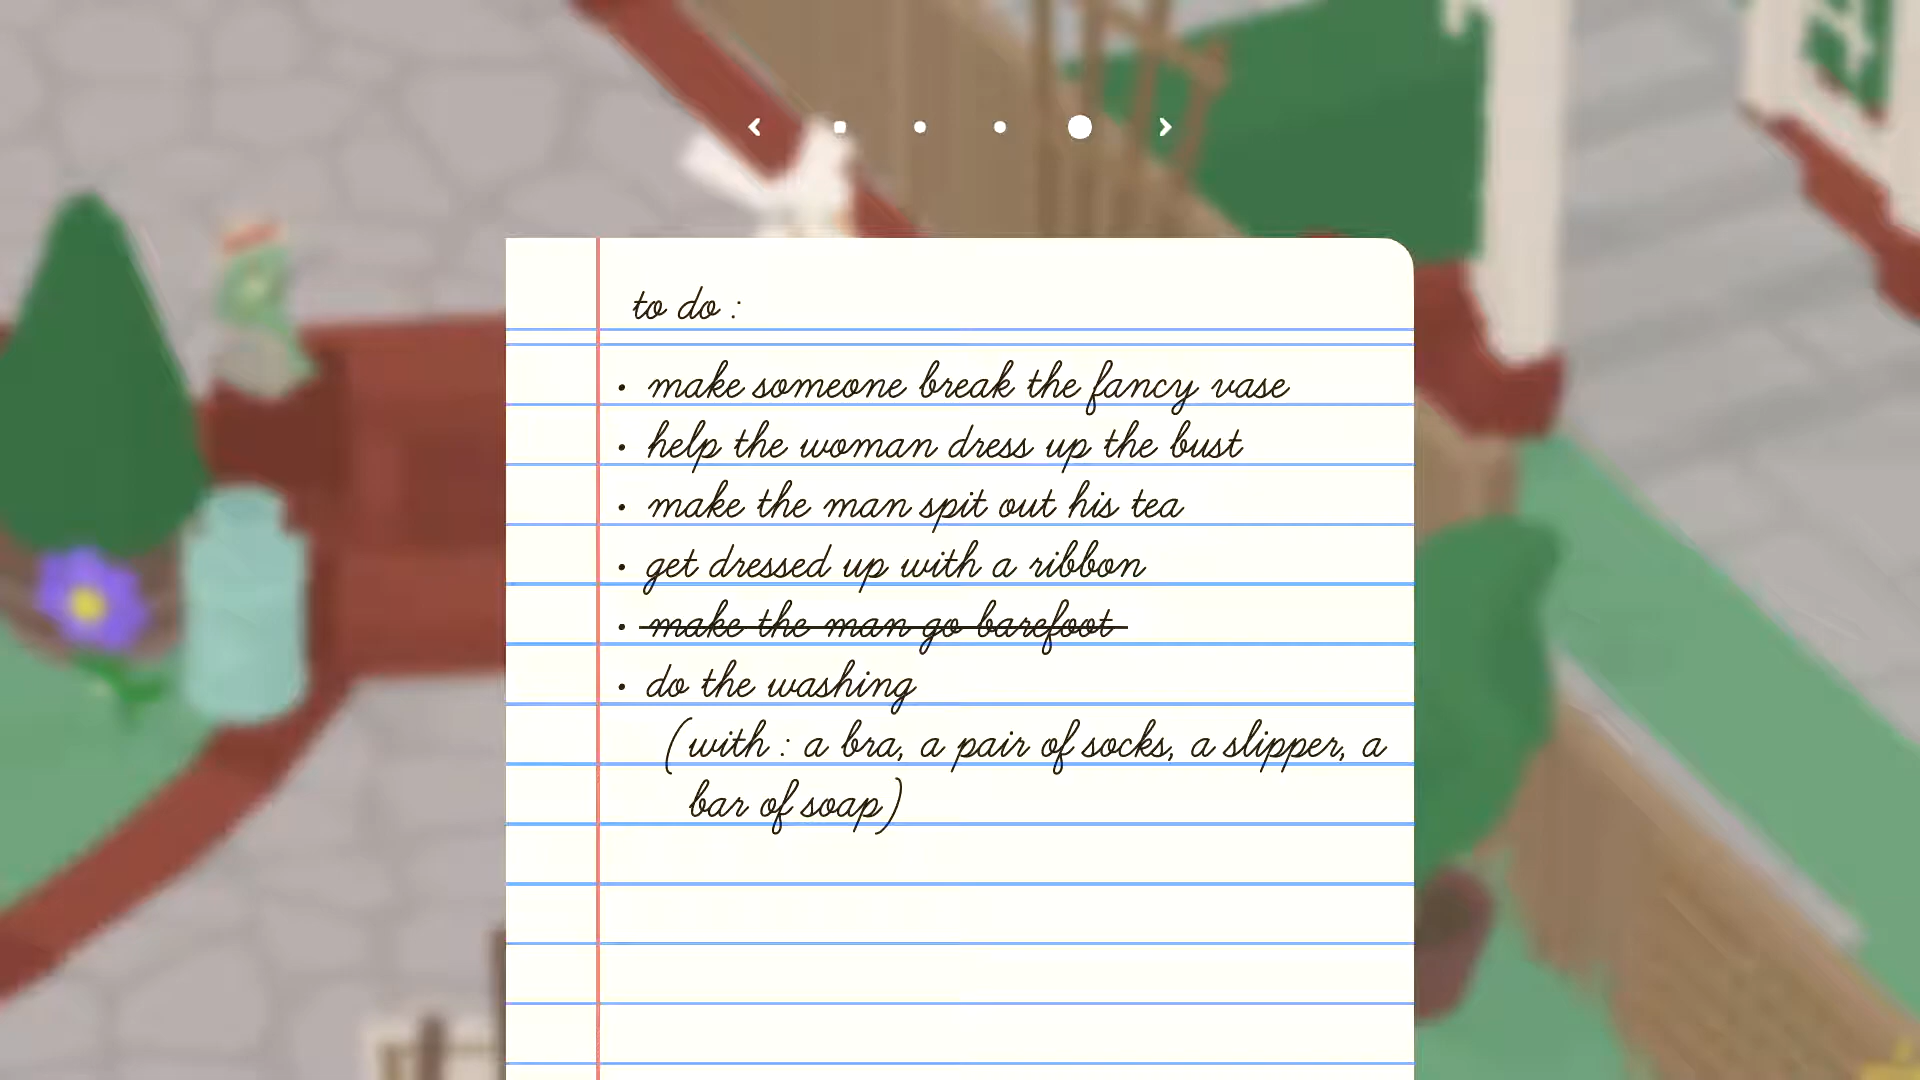 to do :
• make someone break the fancy vase
• help the woman dress up the bust
• make the man spit out his tea
• get dressed up with a ribbon
• make the man go barefoot
• do the washing
(with : a bra, a pair of socks, a slipper, a
bar of soap)